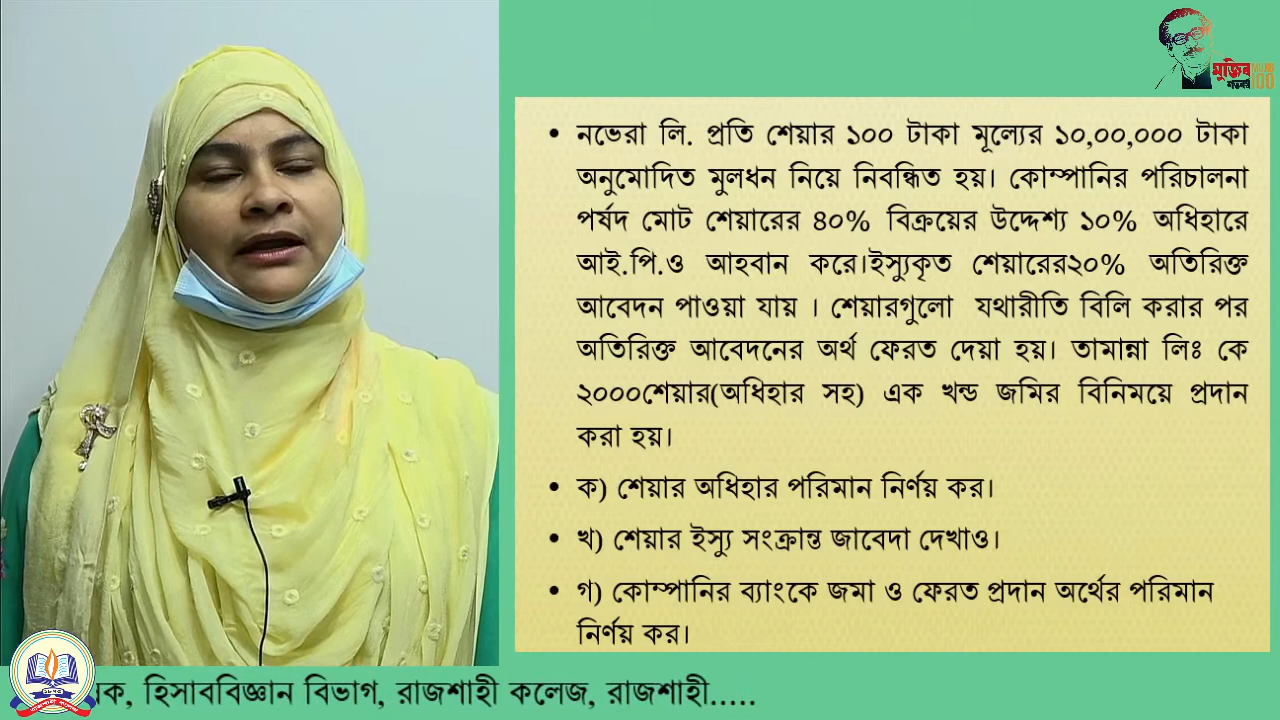 মুজিব 100
শতবর্ষ
• নভেরা লি. প্রতি শেয়ার ১০০ টাকা মূল্যের ১০,০০,০০০ টাকা
অনুমোদিত মুলধন নিয়ে নিবন্ধিত হয়। কোম্পানির পরিচালনা
পর্ষদ মোট শেয়ারের ৪০% বিক্রয়ের উদ্দেশ্য ১০% অধিহারে
আই.পি.ও আহবান করে।ইস্যুকৃত শেয়ারের২০% অতিরিক্ত
আবেদন পাওয়া যায় । শেয়ারগুলো যথারীতি বিলি করার পর
অতিরিক্ত আবেদনের অর্থ ফেরত দেয়া হয়। তামান্না লিঃ কে
২০০০শেয়ার(অধিহার সহ) এক খন্ড জমির বিনিময়ে প্রদান
করা হয়।
• ক) শেয়ার অধিহার পরিমান নির্ণয় কর।
• খ) শেয়ার ইস্যু সংক্রান্ত জাবেদা দেখাও।
• গ) কোম্পানির ব্যাংকে জমা ও ফেরত প্রদান অর্থের পরিমান
নির্ণয় কর।
হিসাববিজ্ঞান বিভাগ, রাজশাহী কলেজ, রাজশাহী.....